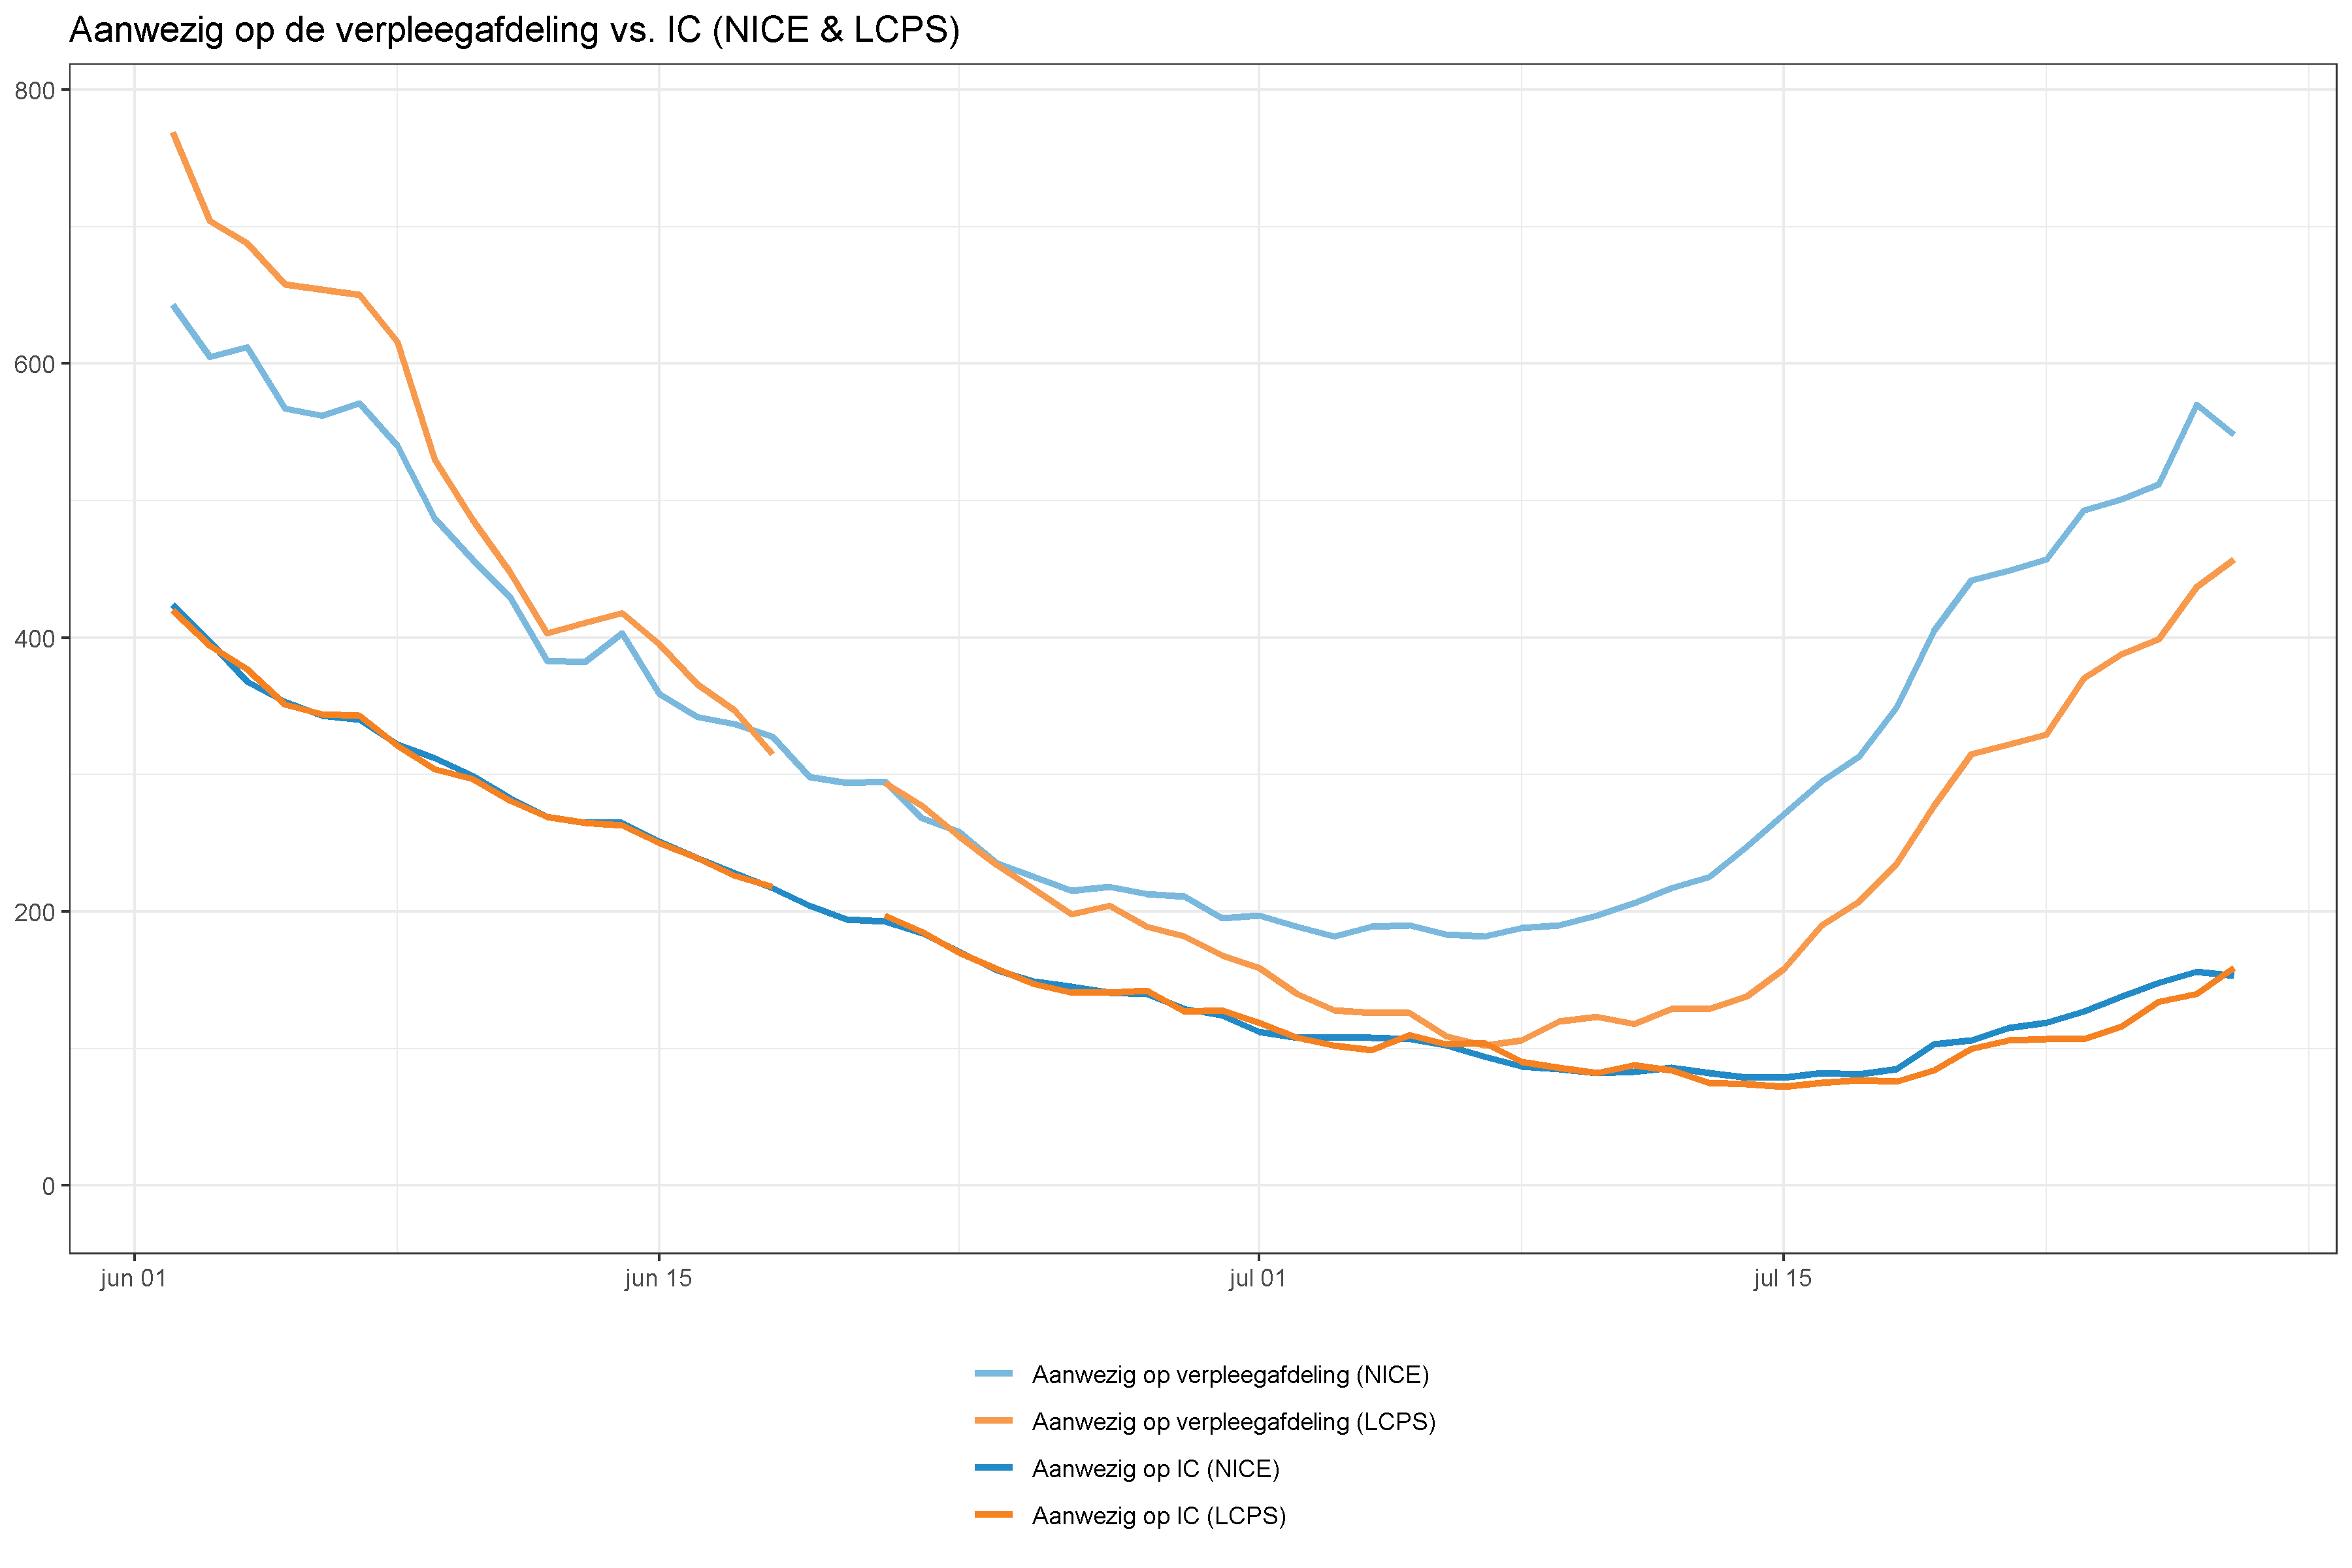 Aanwezig op de verpleegafdeling vs. IC (NICE & LCPS)
800
600
400
200
0
jun 01 jun 15 jul 01 jul 15
Aanwezig op verpleegafdeling (NICE)
Aanwezig op verpleegafdeling (LCPS)
Aanwezig op IC (NICE)
Aanwezig op IC (LCPS)